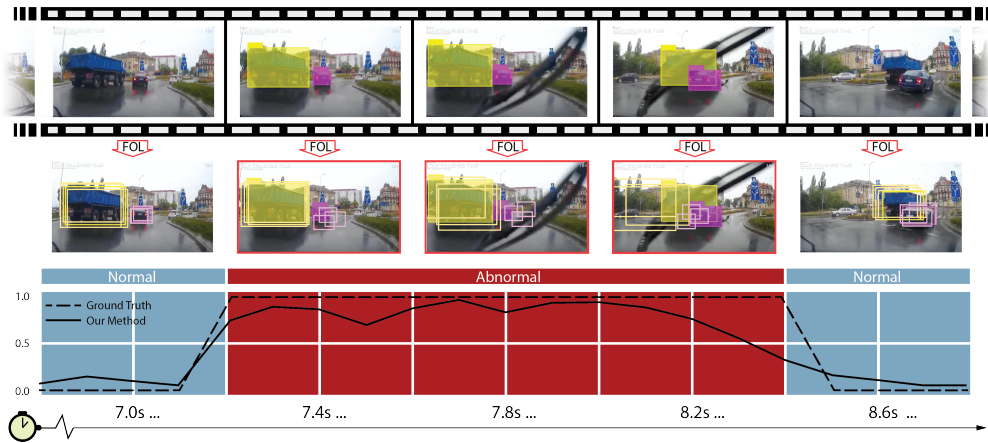 FOL FOL FOL FOL FOL
Normal Abnormal Normal
1.0
Ground Truth
Our Method
0.5
0.0
7.0s ... 7.4s ... 7.8s ... 8.2s ... 8.6s ...